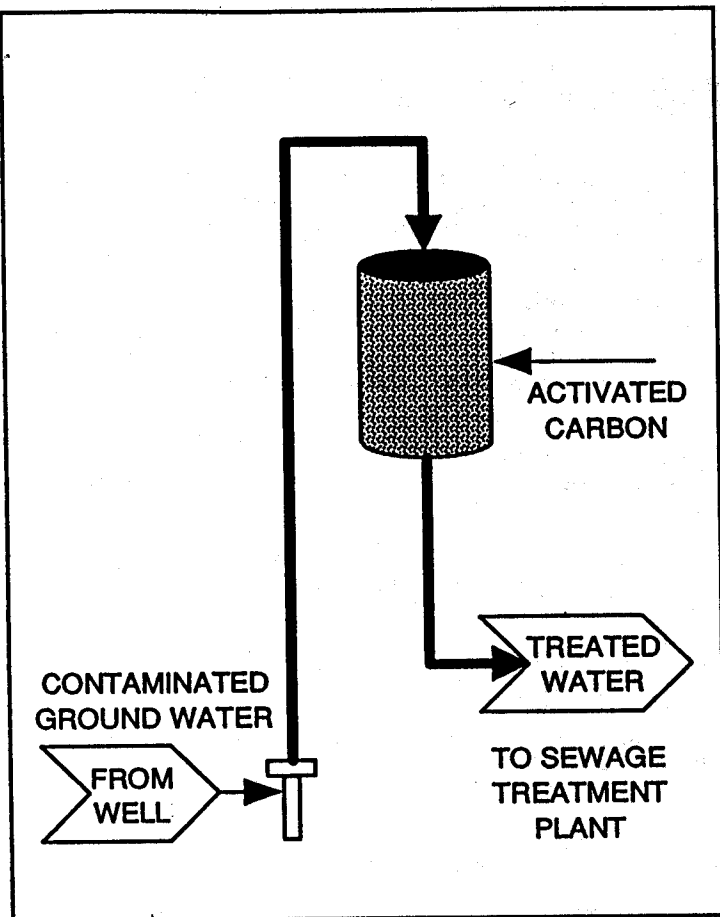 ACTIVATED
CARBON
CONTAMINATED
GROUND WATER
FROM
WELL
TREATED
WATER
TO SEWAGE
TREATMENT
PLANT